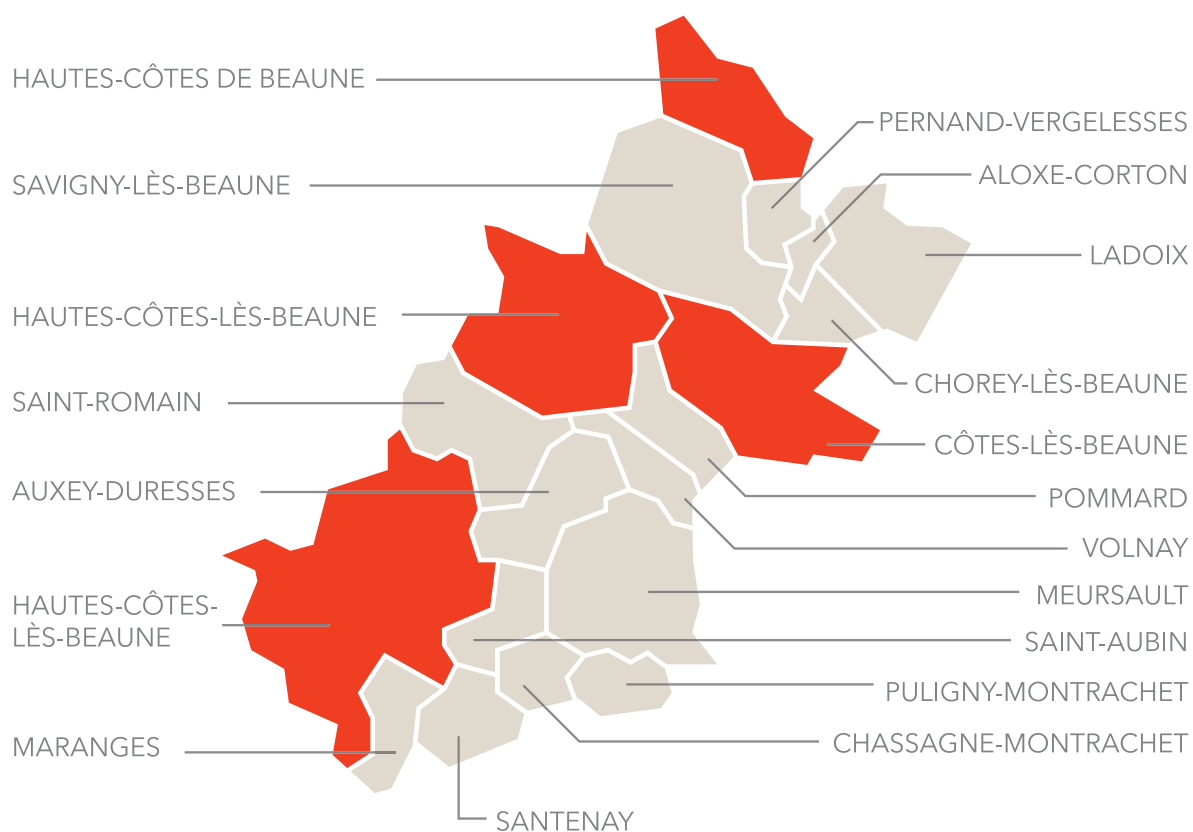 HAUTES-CÔTES DE BEAUNE
PERNAND-VERGELESSES
SAVIGNY-LÈS-BEAUNE
ALOXE-CORTON
LADOIX
HAUTES-CÔTES-LÈS-BEAUNE
CHOREY-LÈS-BEAUNE
SAINT-ROMAIN
CÔTES-LÈS-BEAUNE
AUXEY-DURESSES
POMMARD
VOLNAY
MEURSAULT
HAUTES-CÔTES-
LÈS-BEAUNE
SAINT-AUBIN
PULIGNY-MONTRACHET
MARANGES
CHASSAGNE-MONTRACHET
SANTENAY